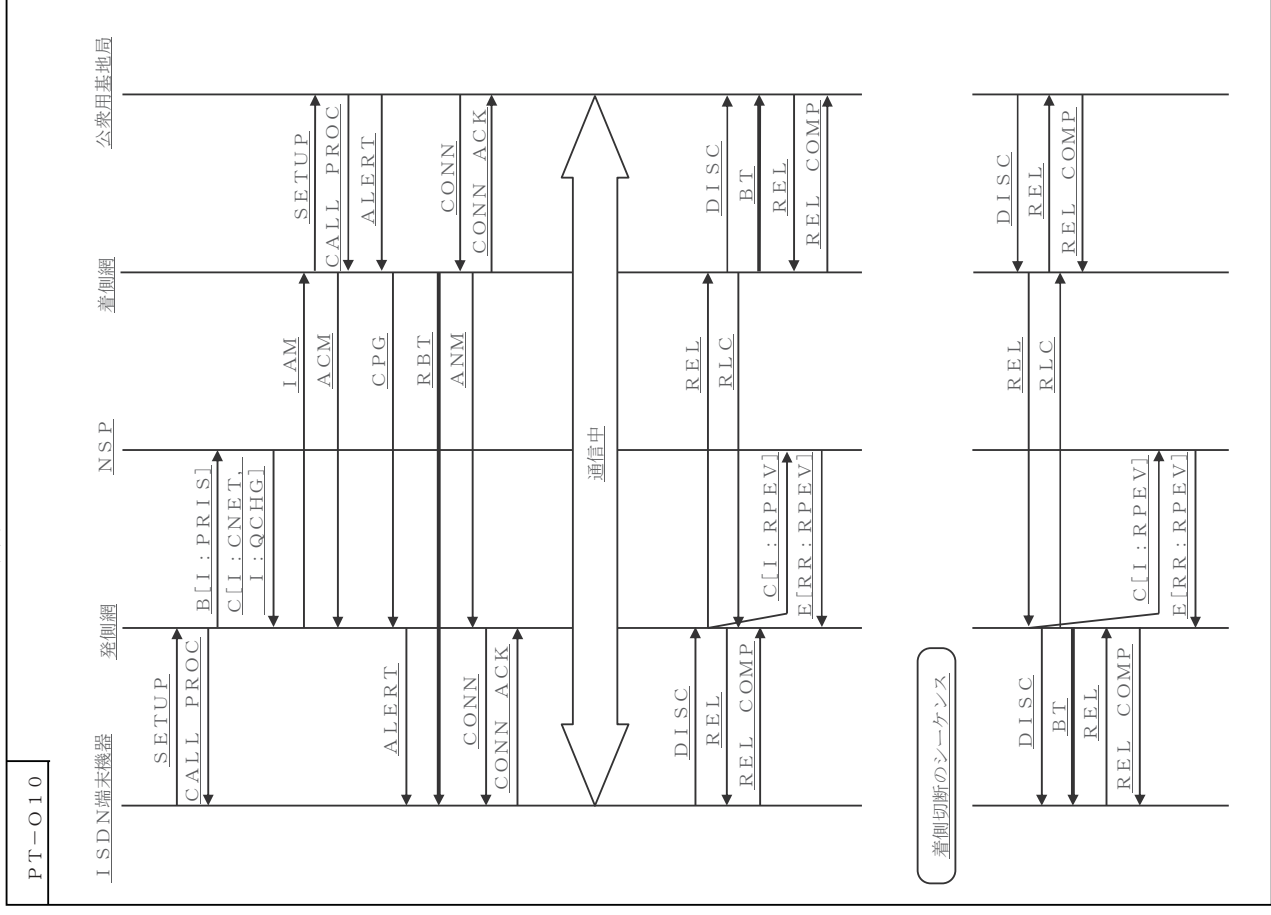 PT-O10
ISDN端末機器
発側網
NSP
着側網
公衆用基地局
SETUP
CALL PROC
B[I:PRIS]
C[I:CNET,
I:QCHG]
IAM
SETUP
ACM
CALL PROC
ALERT
CPG
ALERT
RBT
CONN
ANM
CONN
CONN ACK
CONN ACK
通信中
DISC
REL
DISC
REL
RLC
BT
REL COMP
C[I:RPEV]
REL
E[RR:RPEV]
REL COMP
着側切断のシーケンス
DISC
REL
REL
DISC
RLC
BT
REL COMP
REL
REL COMP
C[I:RPEV]
E[RR:RPEV]